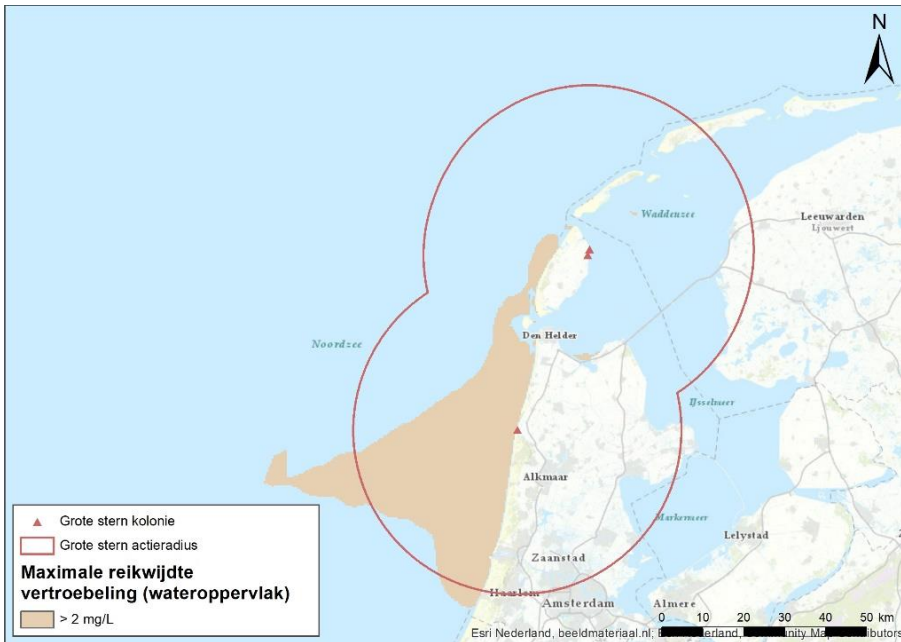 N
Waddenzee
Leeuwarden
Ljouwert
Noordzee
Den Helder
IJsselmeer
Alkmaar
Markermeer
Lelystad
Zaanstad
Haarlem
Amsterdam
Almere
Grote stern kolonie
Grote stern actieradius
Maximale reikwijdte
vertroebeling (wateroppervlak)
> 2 mg/L
0 10 20 30 40 50 km
Esri Nederland, beeldmateriaal.nl;